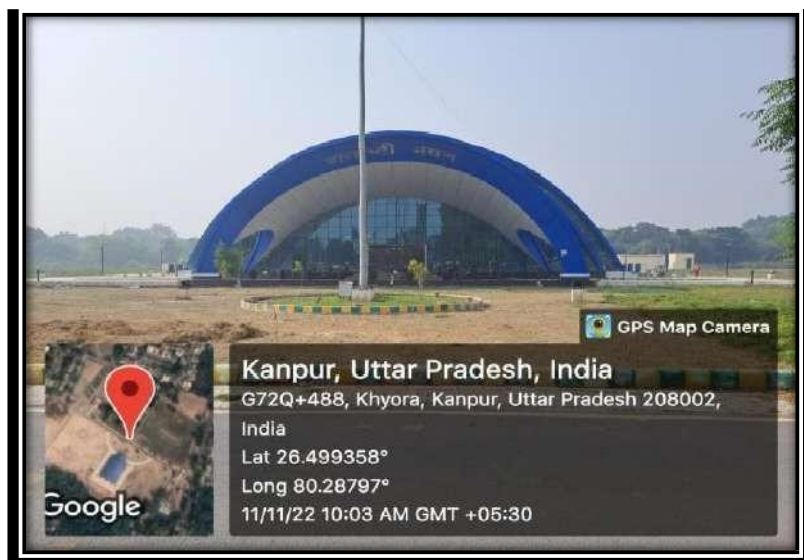 भवन
GPS Map Camera
Kanpur, Uttar Pradesh, India
G72Q+488, Khyora, Kanpur, Uttar Pradesh 208002,
India
Lat 26.499358°
Long 80.28797°
11/11/22 10:03 AM GMT +05:30
Google